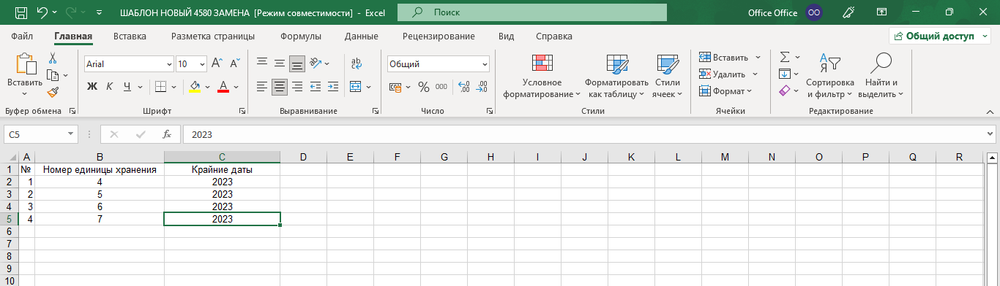 ШАБЛОН НОВЫЙ 4580 ЗАМЕНА [Режим совместимости] - Excel Поиск Office Office OO
Файл Главная Вставка Разметка страницы Формулы Данные Рецензирование Вид Справка Общий доступ
Вставить
Буфер обмена
Arial 10
Ж К Ч
Шрифт
Выравнивание
Общий
% 000
Число
Условное форматирование
Форматировать как таблицу
Стили ячеек
Стили
Вставить
Удалить
Формат
Ячейки
Сортировка и фильтр
Найти и выделить
Редактирование
C5 fx 2023
A B C D E F G H I J K L M N O P Q R
1 № Номер единицы хранения Крайние даты
2 1 4 2023
3 2 5 2023
4 3 6 2023
5 4 7 2023
6
7
8
9
10